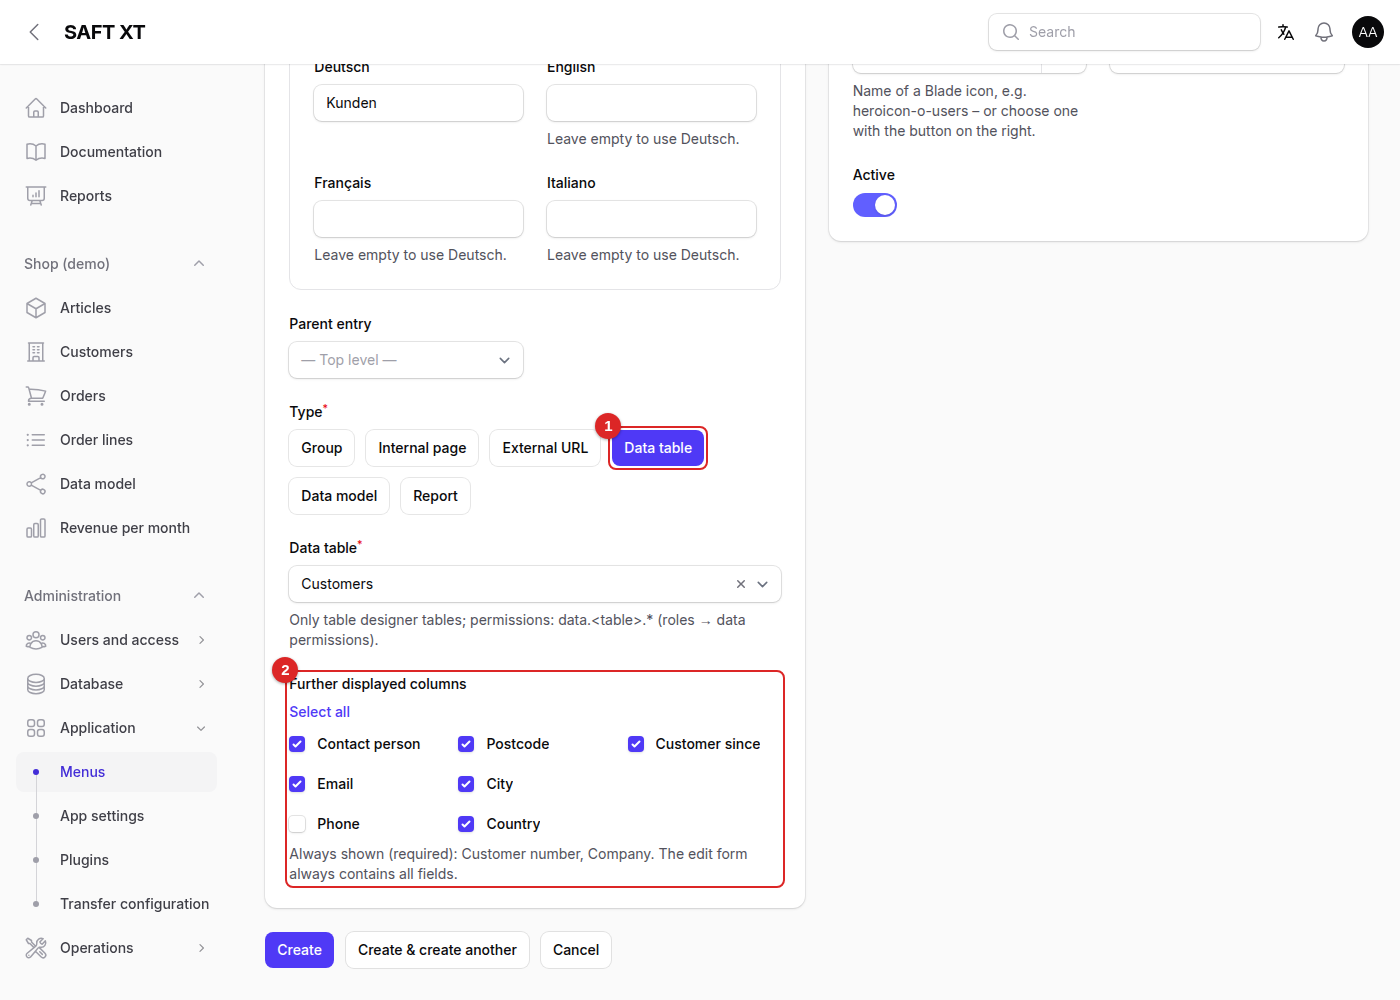 SAFT XT
Search
AA
Dashboard
Documentation
Reports
Shop (demo)
Articles
Customers
Orders
Order lines
Data model
Revenue per month
Administration
Users and access
Database
Application
Menus
App settings
Plugins
Transfer configuration
Operations
Deutsch
English
Kunden
Leave empty to use Deutsch.
Français
Italiano
Leave empty to use Deutsch.
Leave empty to use Deutsch.
Parent entry
— Top level —
Type*
1
Group
Internal page
External URL
Data table
Data model
Report
Data table*
Customers
Only table designer tables; permissions: data.<table>.* (roles → data
permissions).
2
Further displayed columns
Select all
Contact person
Postcode
Customer since
Email
City
Phone
Country
Always shown (required): Customer number, Company. The edit form
always contains all fields.
Create
Create & create another
Cancel
Name of a Blade icon, e.g.
heroicon-o-users – or choose one
with the button on the right.
Active